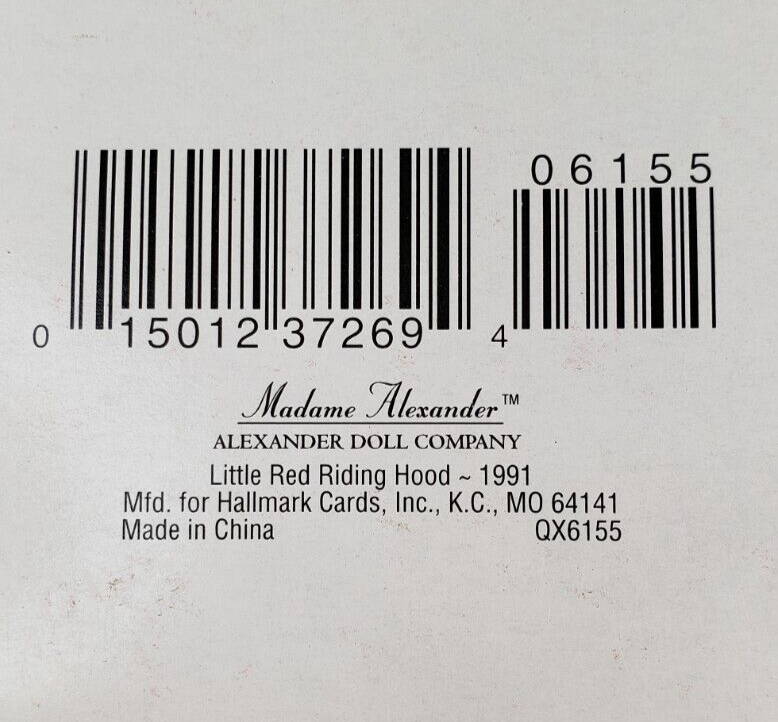 06155
0 15012 37269 4
Madame Alexander™
ALEXANDER DOLL COMPANY
Little Red Riding Hood ~ 1991
Mfd. for Hallmark Cards, Inc., K.C., MO 64141
Made in China QX6155